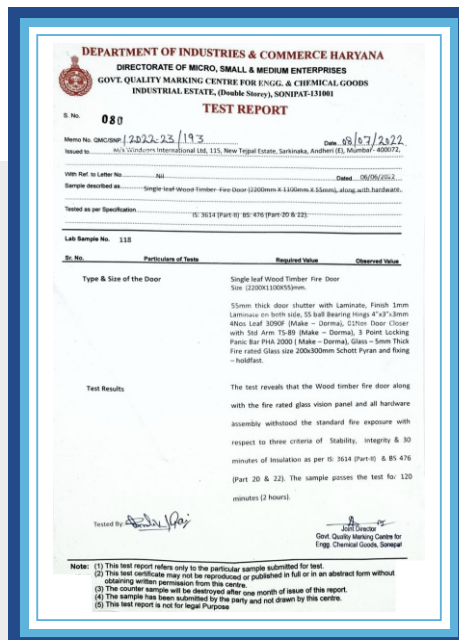 DEPARTMENT OF INDUSTRIES & COMMERCE HARYANA
DIRECTORATE OF MICRO, SMALL & MEDIUM ENTERPRISES
GOVT. QUALITY MARKING CENTRE FOR ENGG. & CHEMICAL GOODS
INDUSTRIAL ESTATE, (Double Storey), SONIPAT-131001
TEST REPORT
S. No. 080
Memo No. QMC/SNP/2022-23/193 Date 08/07/2022
Issued to M/s Windoors International Ltd, 115, New Tejpal Estate, Sarkinaka, Andheri (E), Mumbai- 400072,
With Ref. to Letter No. Nil Dated 06/06/2022
Sample described as Single leaf Wood Timber Fire Door (2200mm X 1100mm X 55mm), along with hardware.
Tested as per Specification
IS: 3614 (Part-II) BS: 476 (Part-20 & 22).
Lab Sample No. 118
Sr. No. Particulars of Tests Required Value Observed Value
Type & Size of the Door Single leaf Wood Timber Fire Door
Size (2200X1100X55)mm.
55mm thick door shutter with Laminate, Finish 1mm
Laminate on both side, SS ball Bearing Hings 4"x3"x3mm
4Nos Leaf 3090F (Make – Dorma), 01Nos Door Closer
with Std Arm TS-89 (Make – Dorma), 3 Point Locking
Panic Bar PHA 2000 ( Make – Dorma), Glass – 5mm Thick
Fire rated Glass size 200x300mm Schott Pyran and fixing
– holdfast.
Test Results The test reveals that the Wood timber fire door along
with the fire rated glass vision panel and all hardware
assembly withstood the standard fire exposure with
respect to three criteria of Stability, Integrity & 30
minutes of Insulation as per IS: 3614 (Part-II) & BS 476
(Part 20 & 22). The sample passes the test for 120
minutes (2 hours).
Tested By
Joint Director
Govt. Quality Marking Centre for
Engg. Chemical Goods, Sonepat
Note: (1) This test report refers only to the particular sample submitted for test.
(2) This test certificate may not be reproduced or published in full or in an abstract form without
obtaining written permission from this centre.
(3) The counter sample will be destroyed after one month of issue of this report.
(4) The sample has been submitted by the party and not drawn by this centre.
(5) This test report is not for legal Purpose